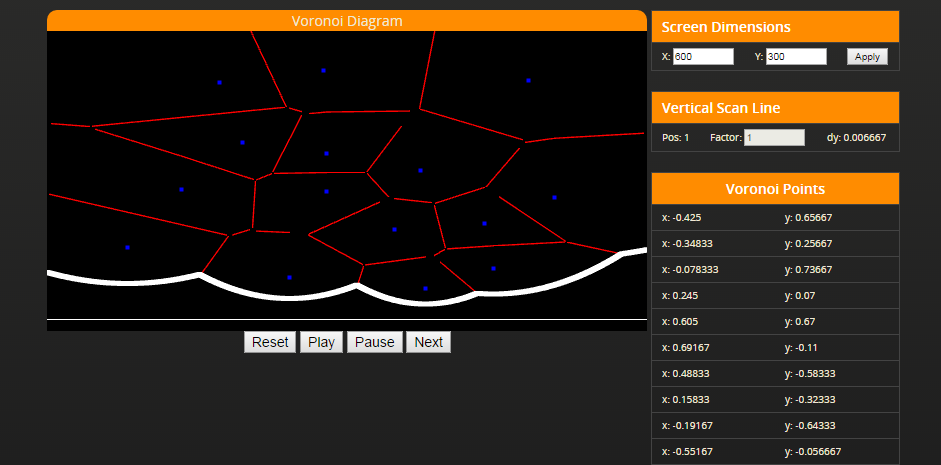 Voronoi Diagram
Reset Play Pause Next
Screen Dimensions
X: 600 Y: 300 Apply
Vertical Scan Line
Pos: 1 Factor: 1 dy: 0.006667
Voronoi Points
x: -0.425 y: 0.65667
x: -0.34833 y: 0.25667
x: -0.078333 y: 0.73667
x: 0.245 y: 0.07
x: 0.605 y: 0.67
x: 0.69167 y: -0.11
x: 0.48833 y: -0.58333
x: 0.15833 y: -0.32333
x: -0.19167 y: -0.64333
x: -0.55167 y: -0.056667